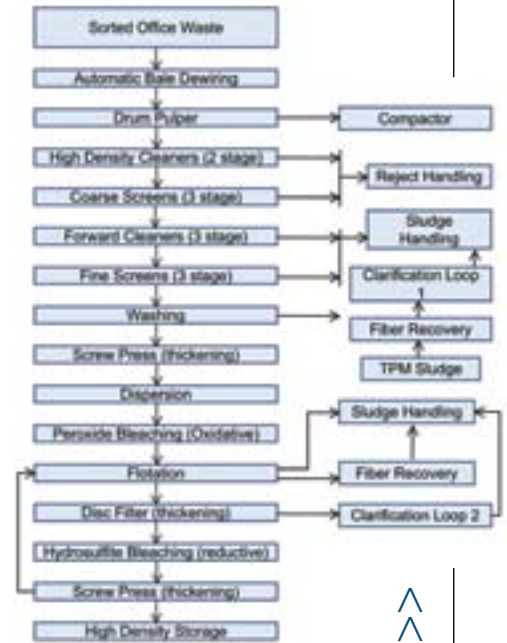 Sorted Office Waste
Automatic Bale Dewiring
Drum Pulper
Compactor
High Density Cleaners (2 stage)
Reject Handling
Coarse Screens (3 stage)
Forward Cleaners (3 stage)
Sludge
Handling
Fine Screens (3 stage)
Clarification Loop
1
Washing
Fiber Recovery
Screw Press (thickening)
TPM Sludge
Dispersion
Sludge Handling
Peroxide Bleaching (Oxidative)
Flotation
Fiber Recovery
Disc Filter (thickening)
Clarification Loop 2
Hydrosulfite Bleaching (reductive)
Screw Press (thickening)
High Density Storage